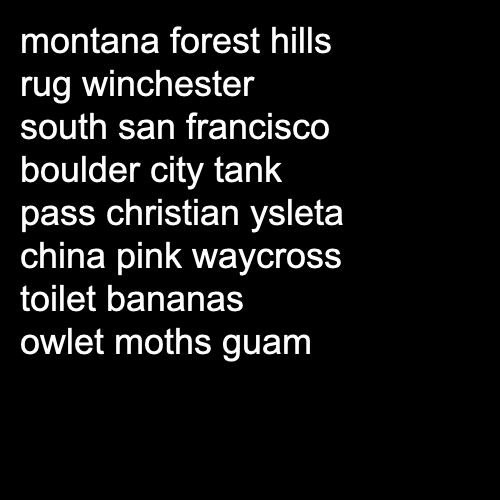 montana forest hills
rug winchester
south san francisco
boulder city tank
pass christian ysleta
china pink waycross
toilet bananas
owlet moths guam